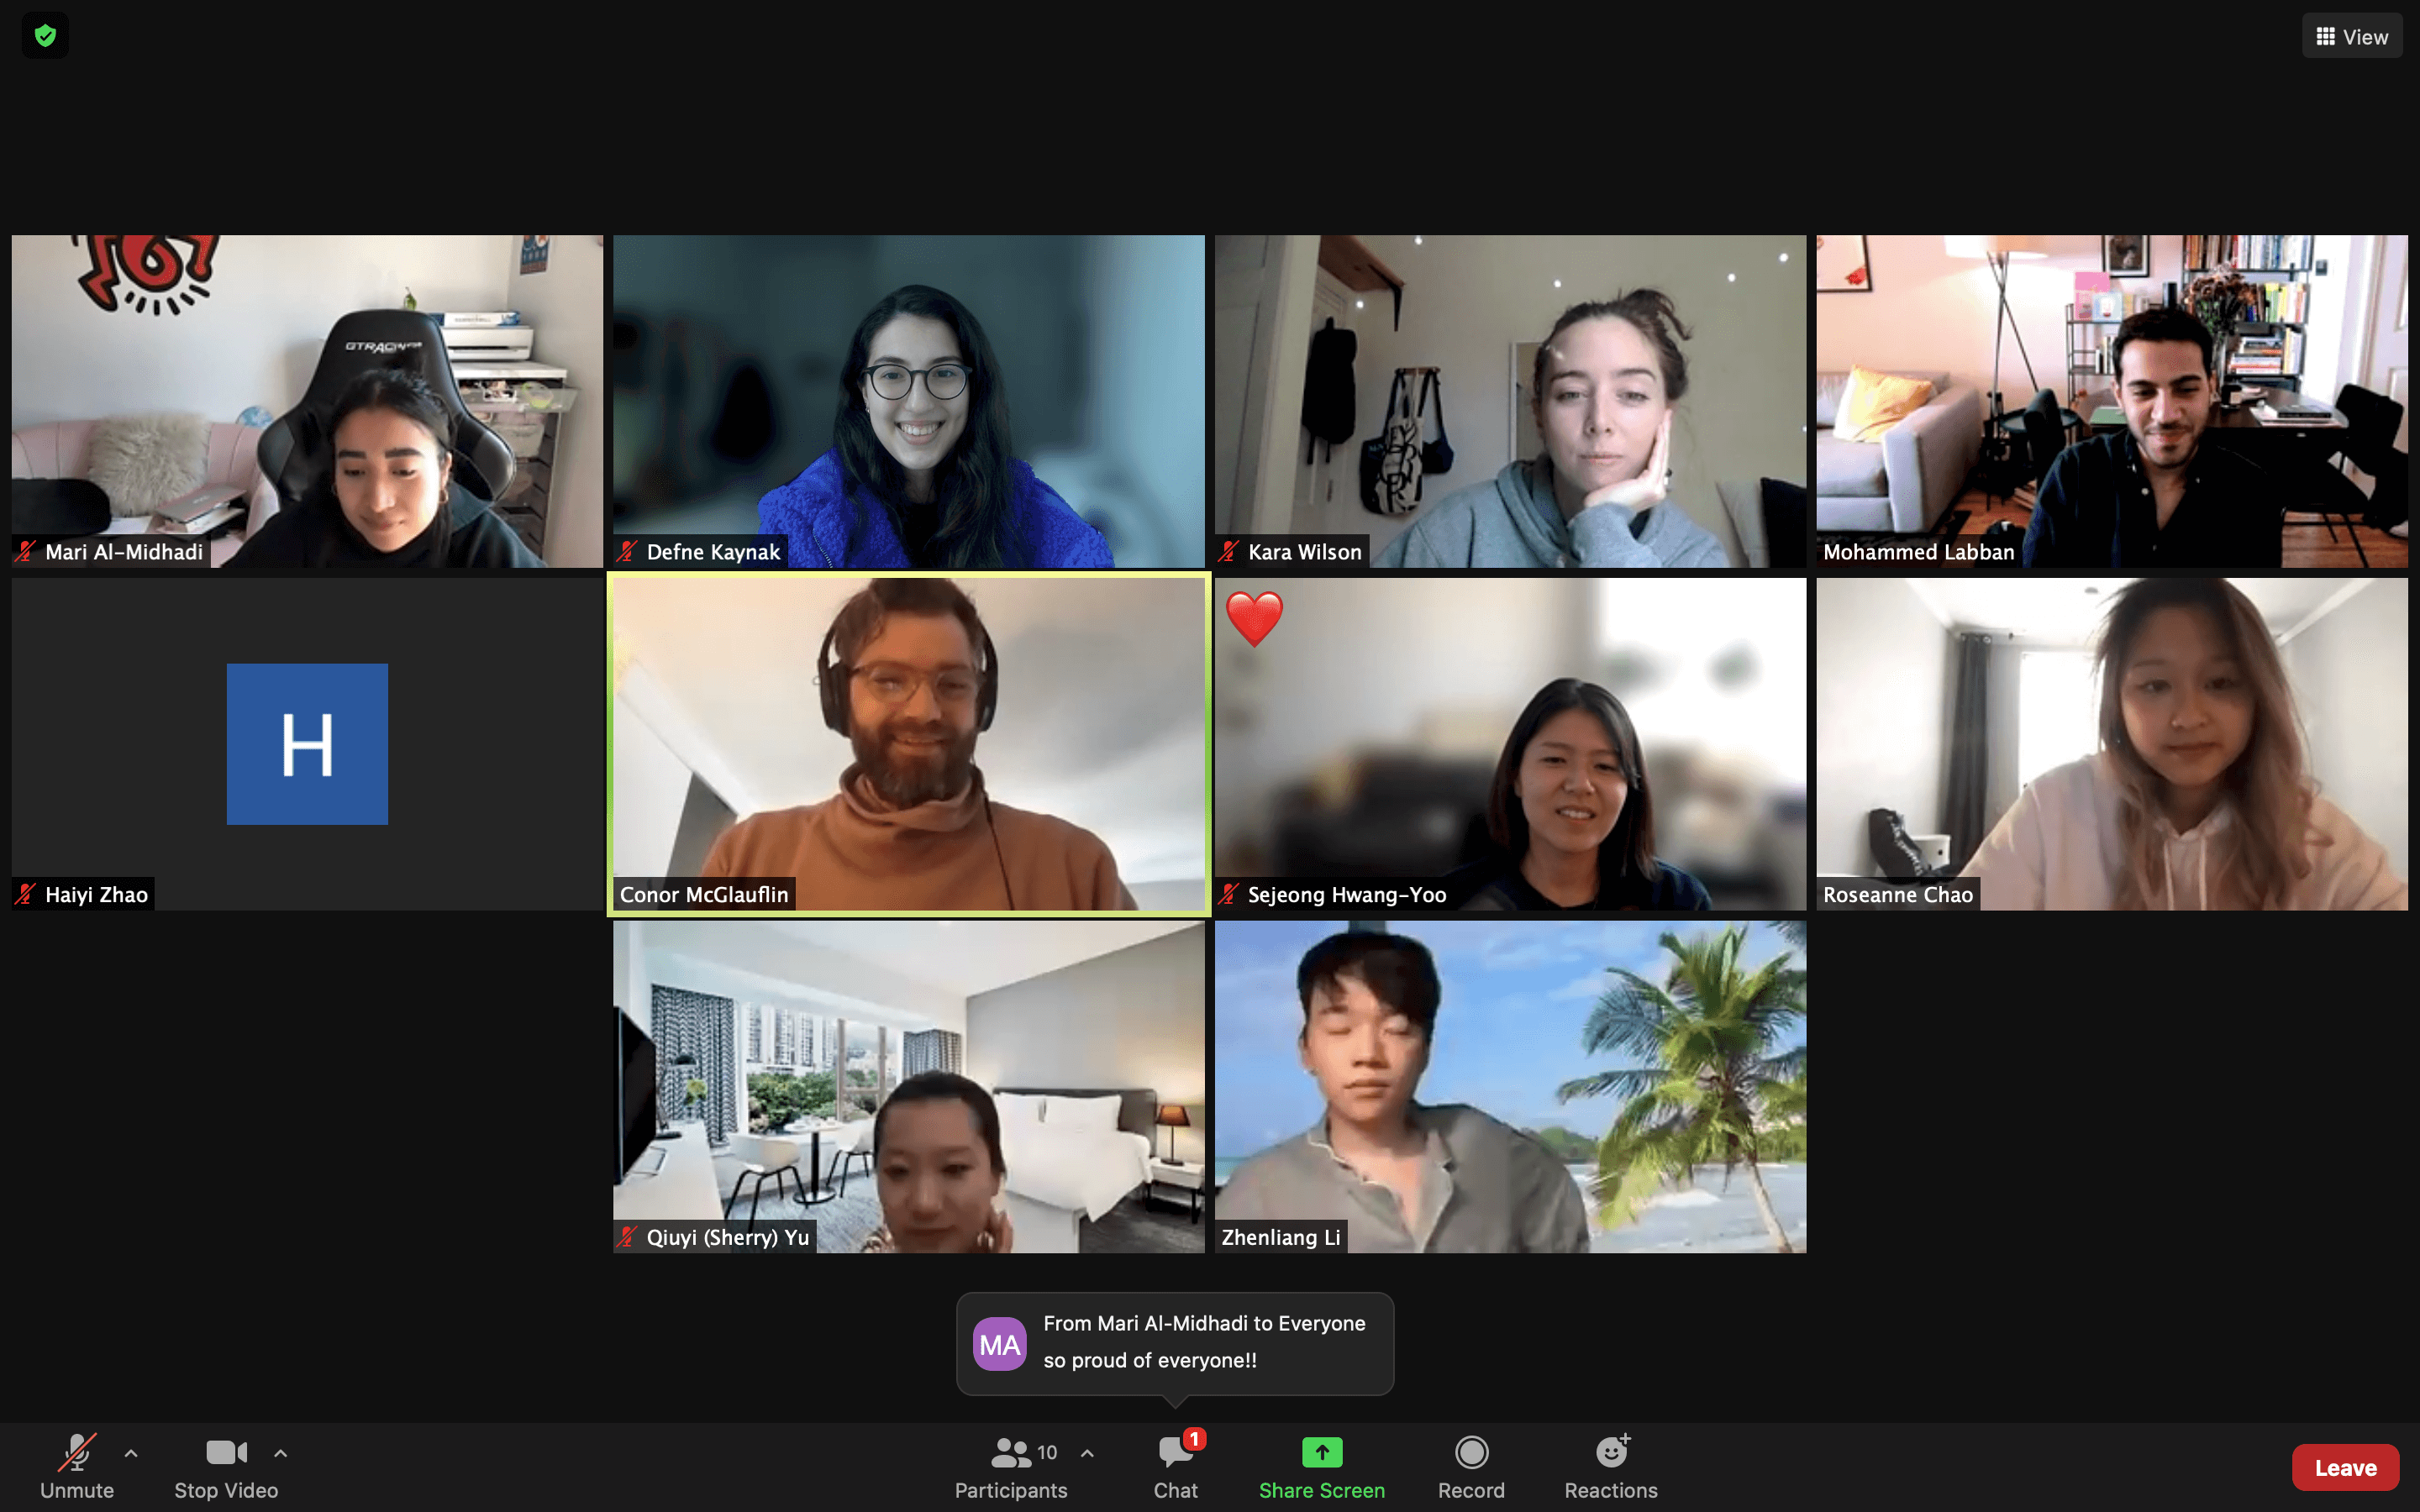 View
GTRACING
Mari Al-Midhadi
Defne Kaynak
Kara Wilson
Mohammed Labban
H
Haiyi Zhao
Conor McGlauflin
Sejeong Hwang-Yoo
Roseanne Chao
Qiuyi (Sherry) Yu
Zhenliang Li
MA
From Mari Al-Midhadi to Everyone
so proud of everyone!!
Unmute
Stop Video
10
Participants
1
Chat
Share Screen
Record
Reactions
Leave